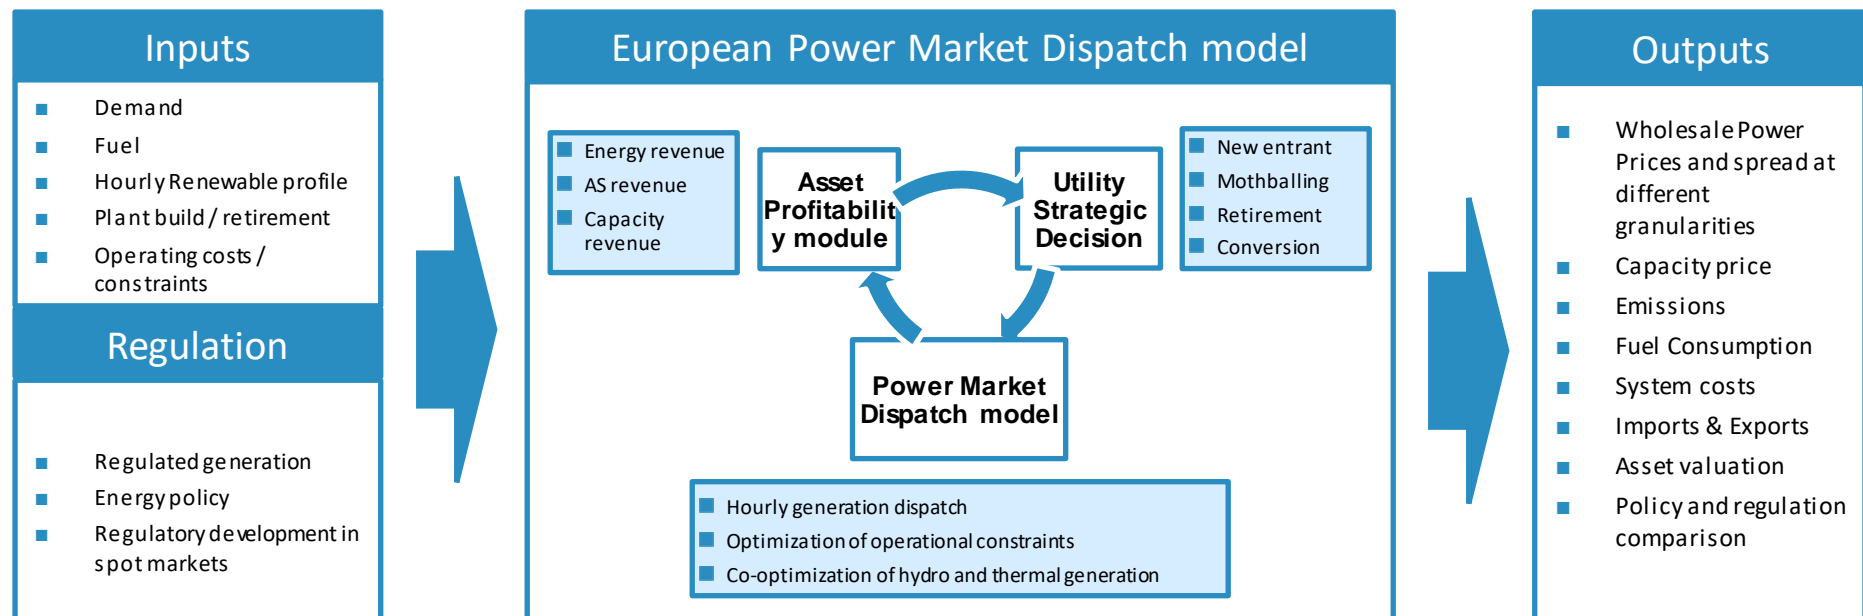 Inputs
Demand
Fuel
Hourly Renewable profile
Plant build / retirement
Operating costs /
constraints
Regulation
Regulated generation
Energy policy
Regulatory development in
spot markets
European Power Market Dispatch model
Energy revenue
AS revenue
Capacity
revenue
Asset
Profitabilit
y module
Utility
Strategic
Decision
New entrant
Mothballing
Retirement
Conversion
Power Market
Dispatch model
Hourly generation dispatch
Optimization of operational constraints
Co-optimization of hydro and thermal generation
Outputs
Wholesale Power
Prices and spread at
different
granularities
Capacity price
Emissions
Fuel Consumption
System costs
Imports & Exports
Asset valuation
Policy and regulation
comparison